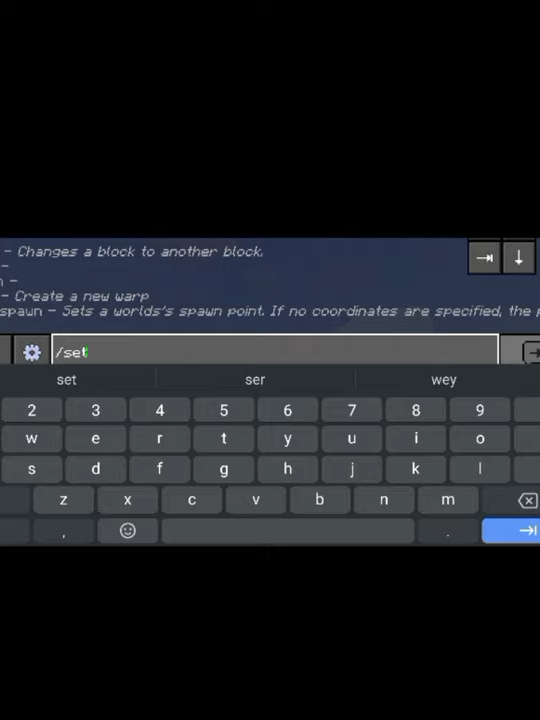 - Changes a block to another block.
-
-
- Create a new warp
spawn - Sets a worlds's spawn point. If no coordinates are specified, the
/set
set ser wey
2 3 4 5 6 7 8 9
w e r t y u i o
s d f g h j k l
z x c v b n m
, .